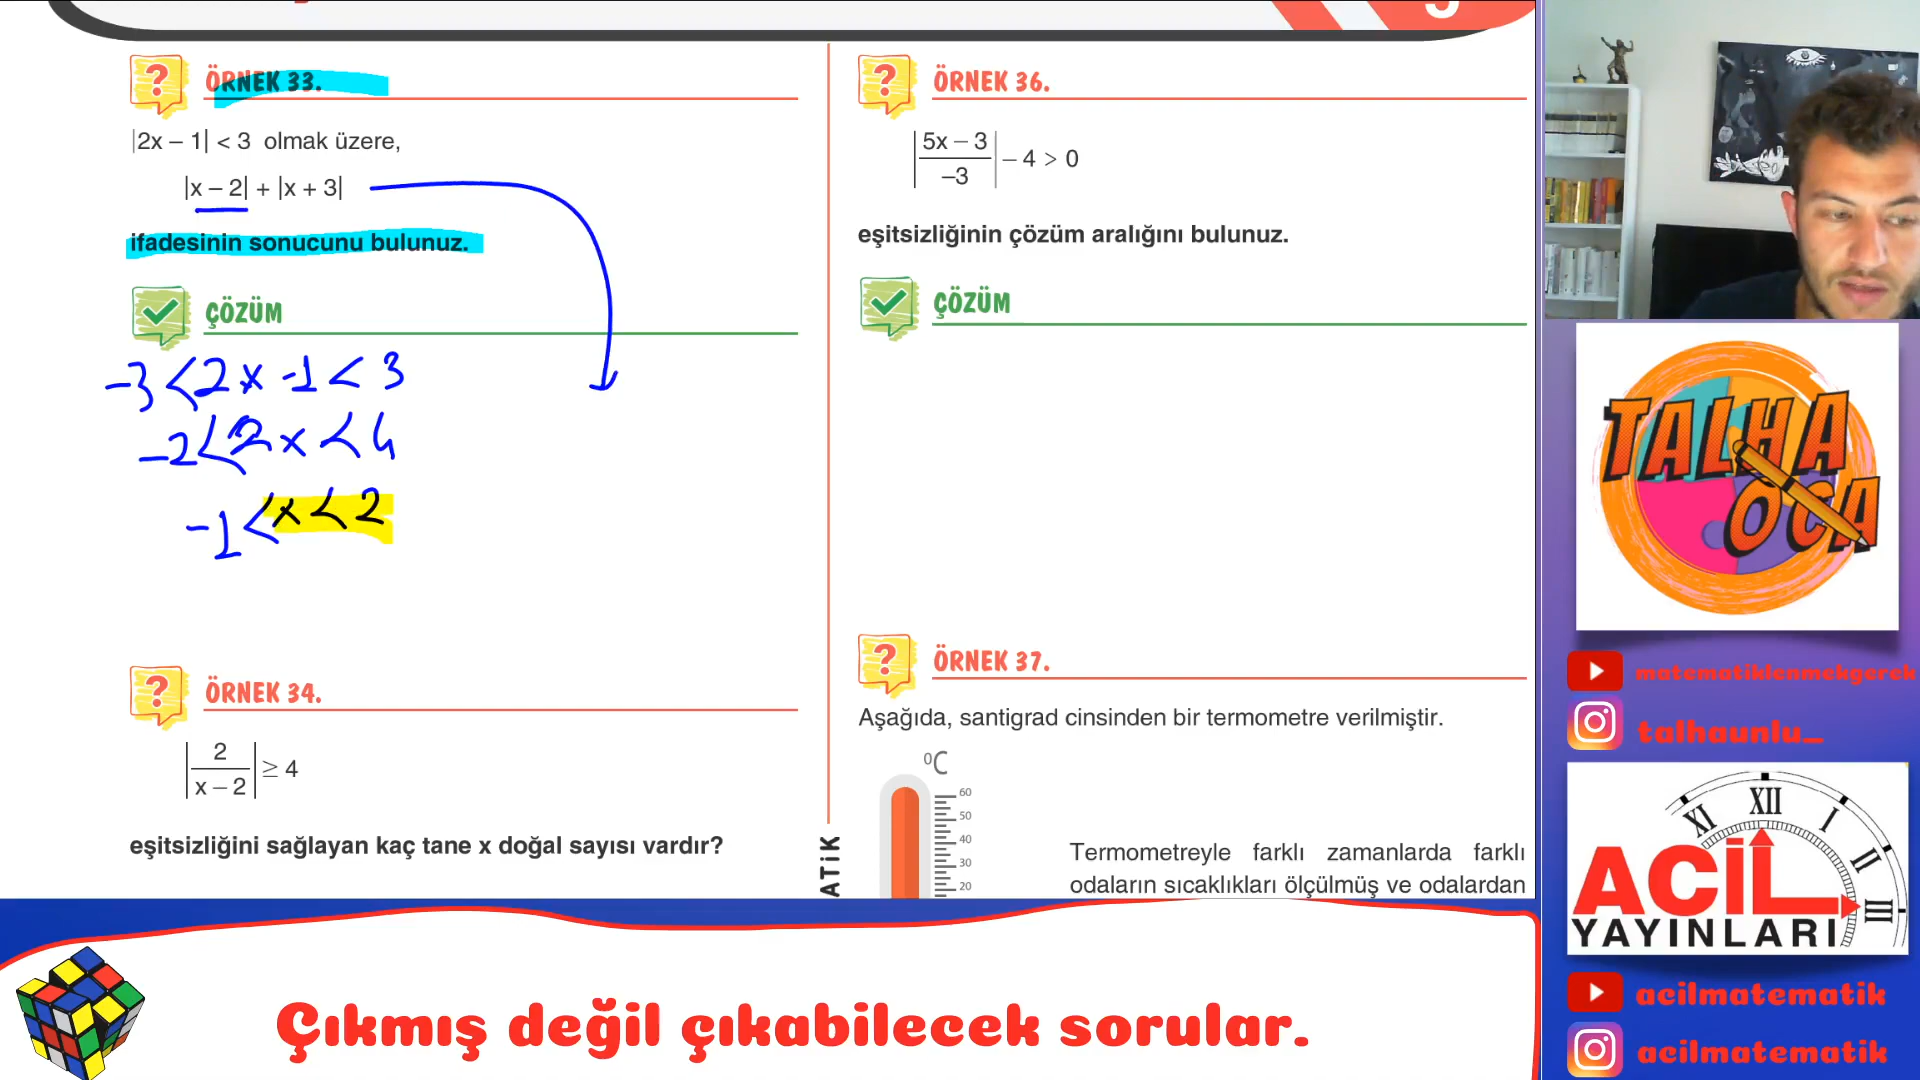 ÖRNEK 33.
|2x – 1| < 3 olmak üzere,
|x – 2| + |x + 3|
ifadesinin sonucunu bulunuz.
ÇÖZÜM
-3 < 2x -1 < 3
-2 < 2x < 4
-1 < x < 2
ÖRNEK 34.
|2 / (x – 2)| ≥ 4
eşitsizliğini sağlayan kaç tane x doğal sayısı vardır?
ÖRNEK 36.
|(5x – 3) / –3| – 4 > 0
eşitsizliğinin çözüm aralığını bulunuz.
ÇÖZÜM
ÖRNEK 37.
Aşağıda, santigrad cinsinden bir termometre verilmiştir.
⁰C
60
50
40
30
20
Termometreyle farklı zamanlarda farklı
odaların sıcaklıkları ölçülmüş ve odalardan
ATİK
Çıkmış değil çıkabilecek sorular.
TALHA
OCA
matematiklenmekgerek
talhaunlu_
XI XII I II III
ACİL
YAYINLARI
acilmatematik
acilmatematik